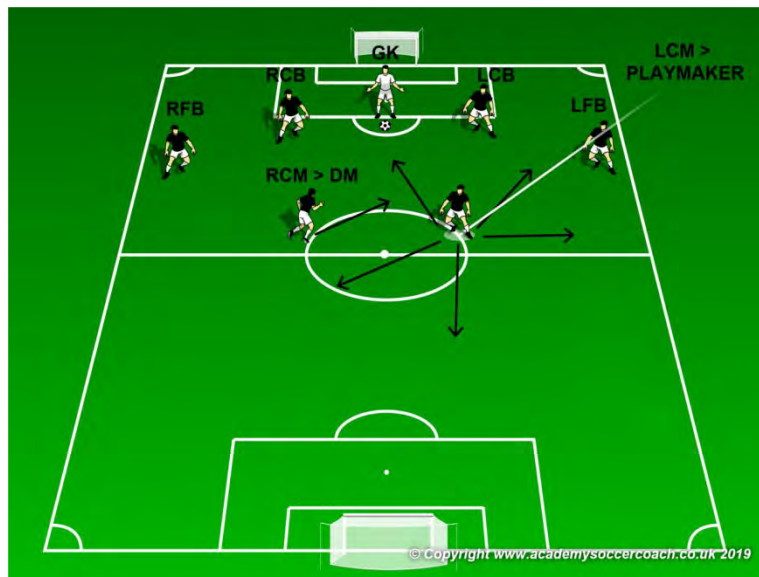 GK
LCM >
PLAYMAKER
RCB
LCB
RFB
LFB
RCM > DM
© Copyright www.academysoccercoach.co.uk 2019